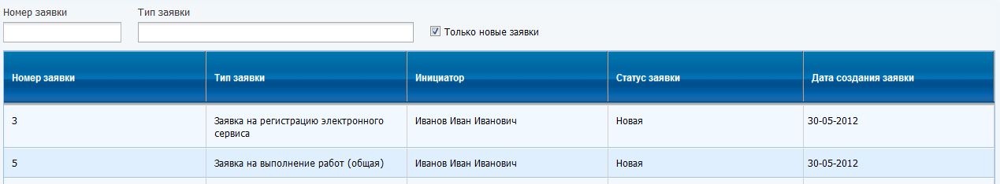 Номер заявки Тип заявки
Только новые заявки
Номер заявки Тип заявки Инициатор Статус заявки Дата создания заявки
3 Заявка на регистрацию электронного Иванов Иван Иванович Новая 30-05-2012
сервиса
5 Заявка на выполнение работ (общая) Иванов Иван Иванович Новая 30-05-2012